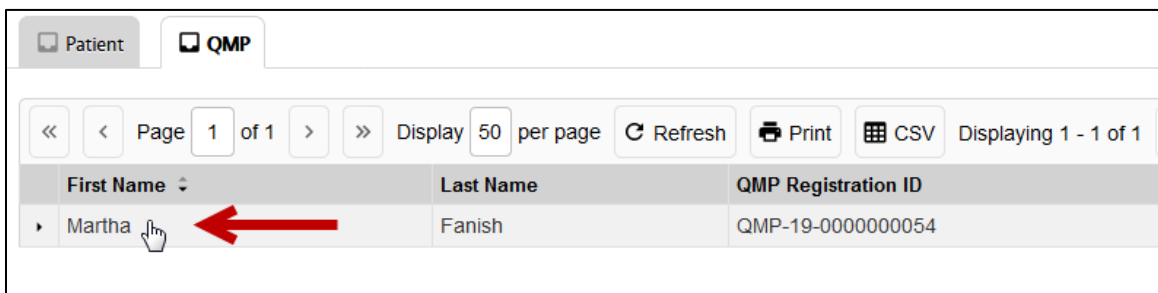 Patient QMP
Page 1 of 1 Display 50 per page Refresh Print CSV Displaying 1 - 1 of 1
First Name Last Name QMP Registration ID
Martha Fanish QMP-19-0000000054